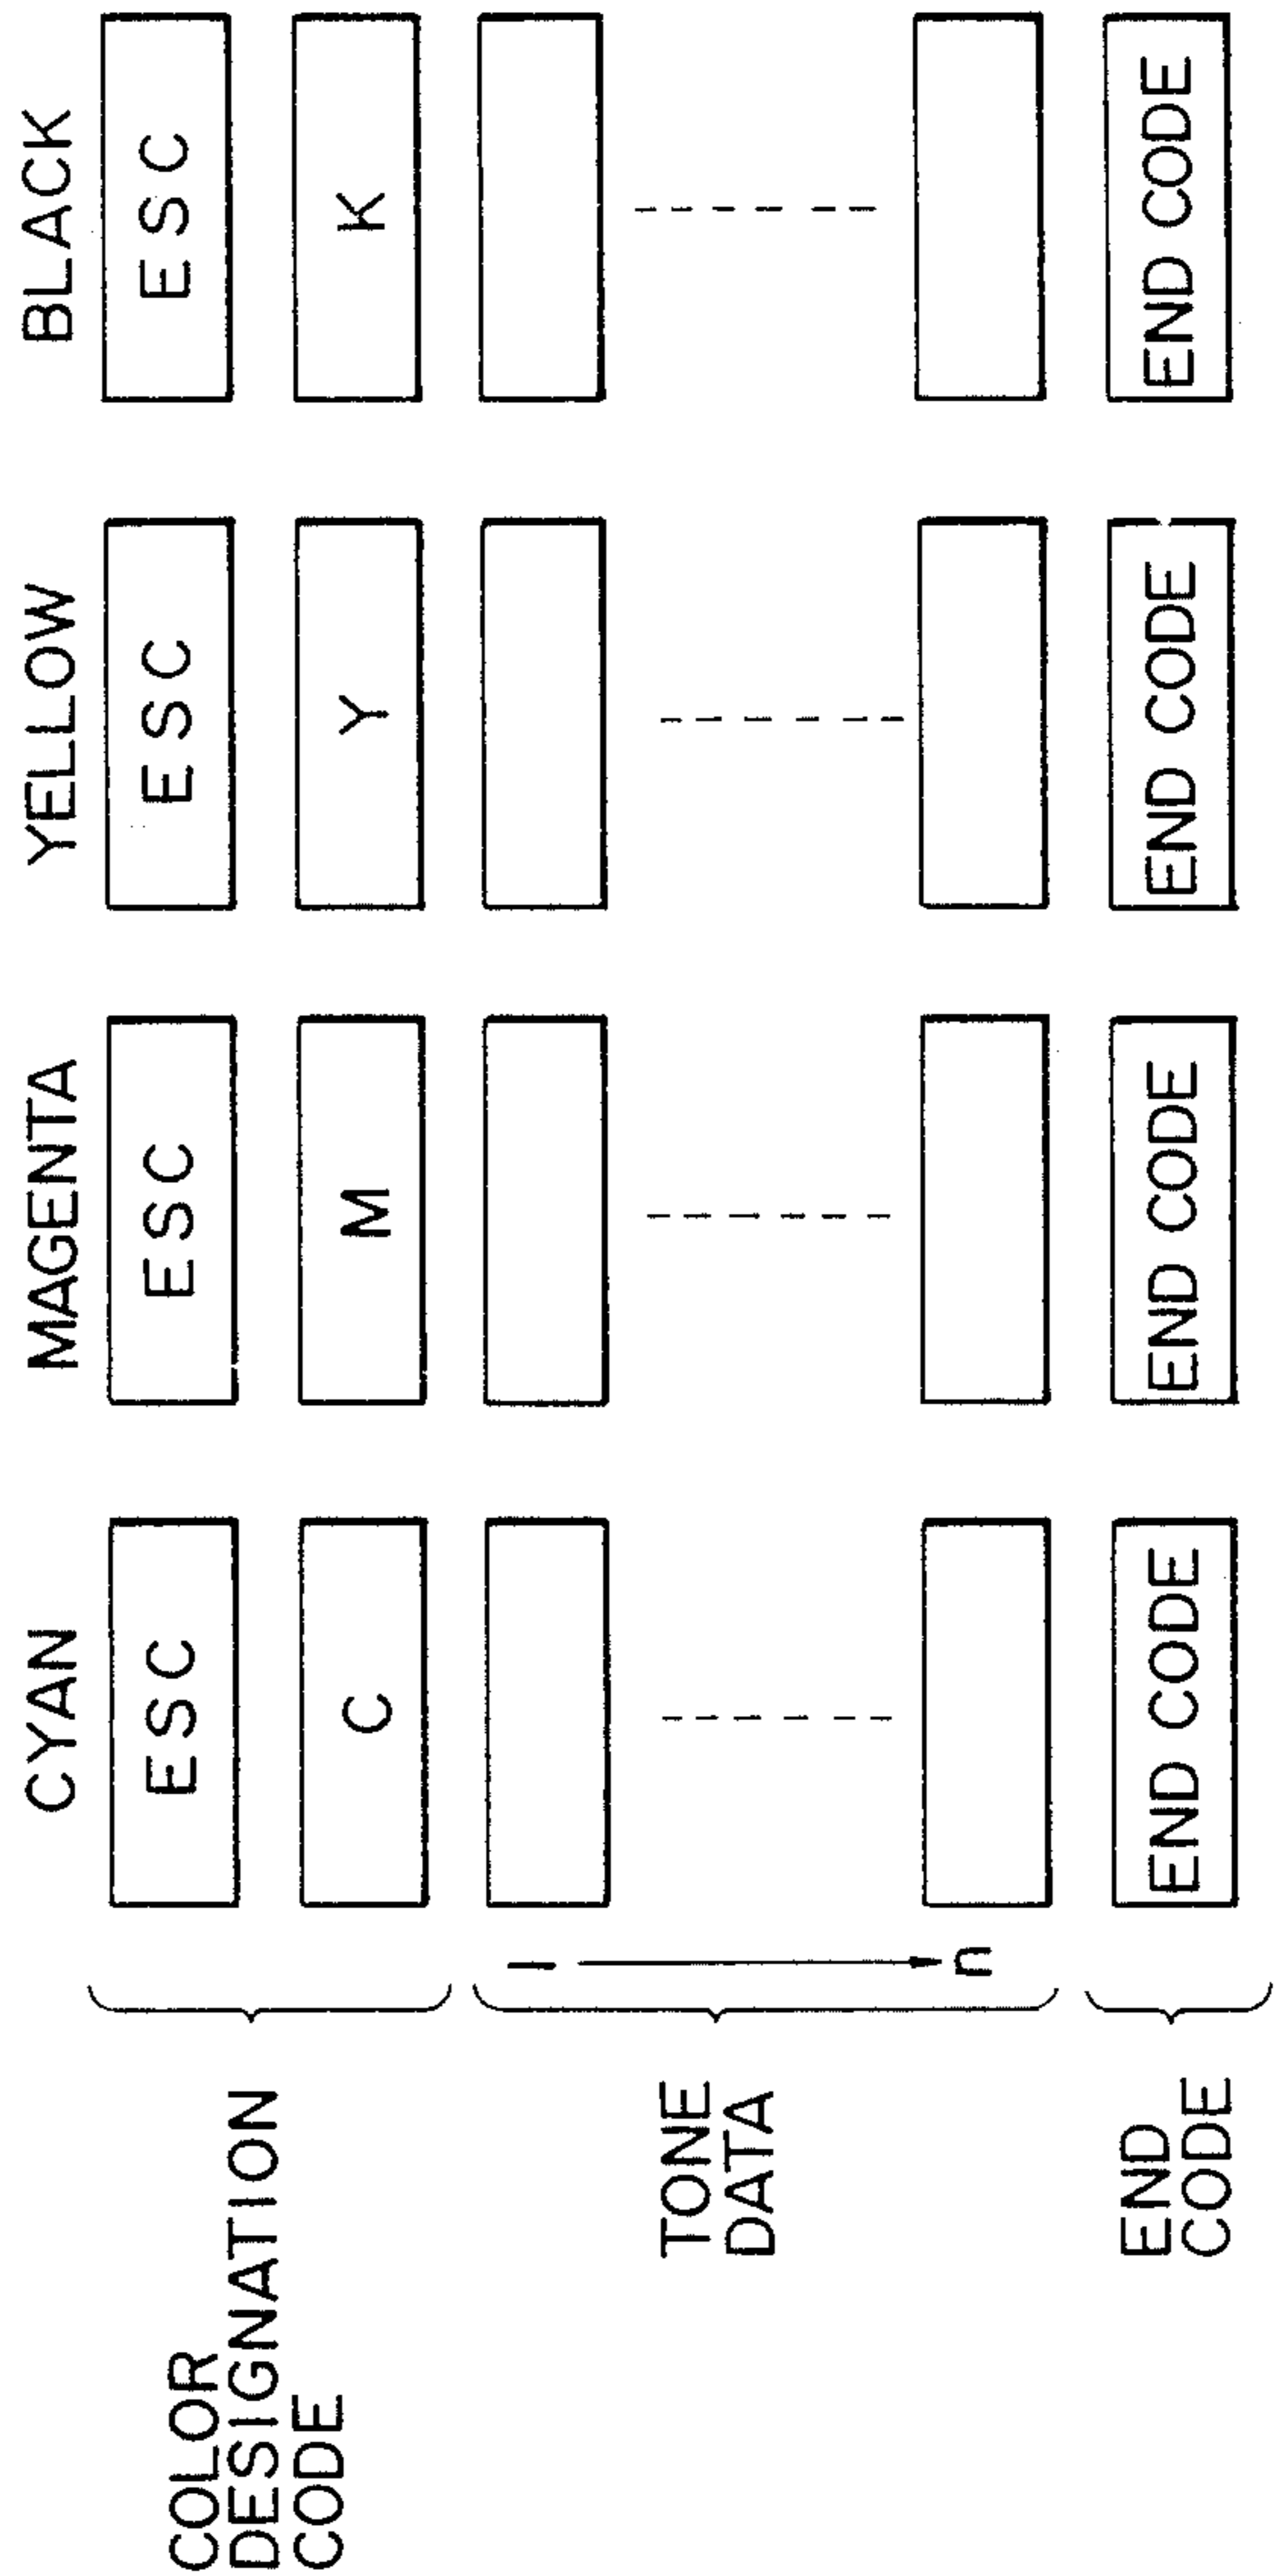 CYAN MAGENTA YELLOW BLACK
COLOR
DESIGNATION
CODE
ESC ESC ESC ESC
C M Y K
TONE
DATA
1
n
END
CODE
END CODE END CODE END CODE END CODE